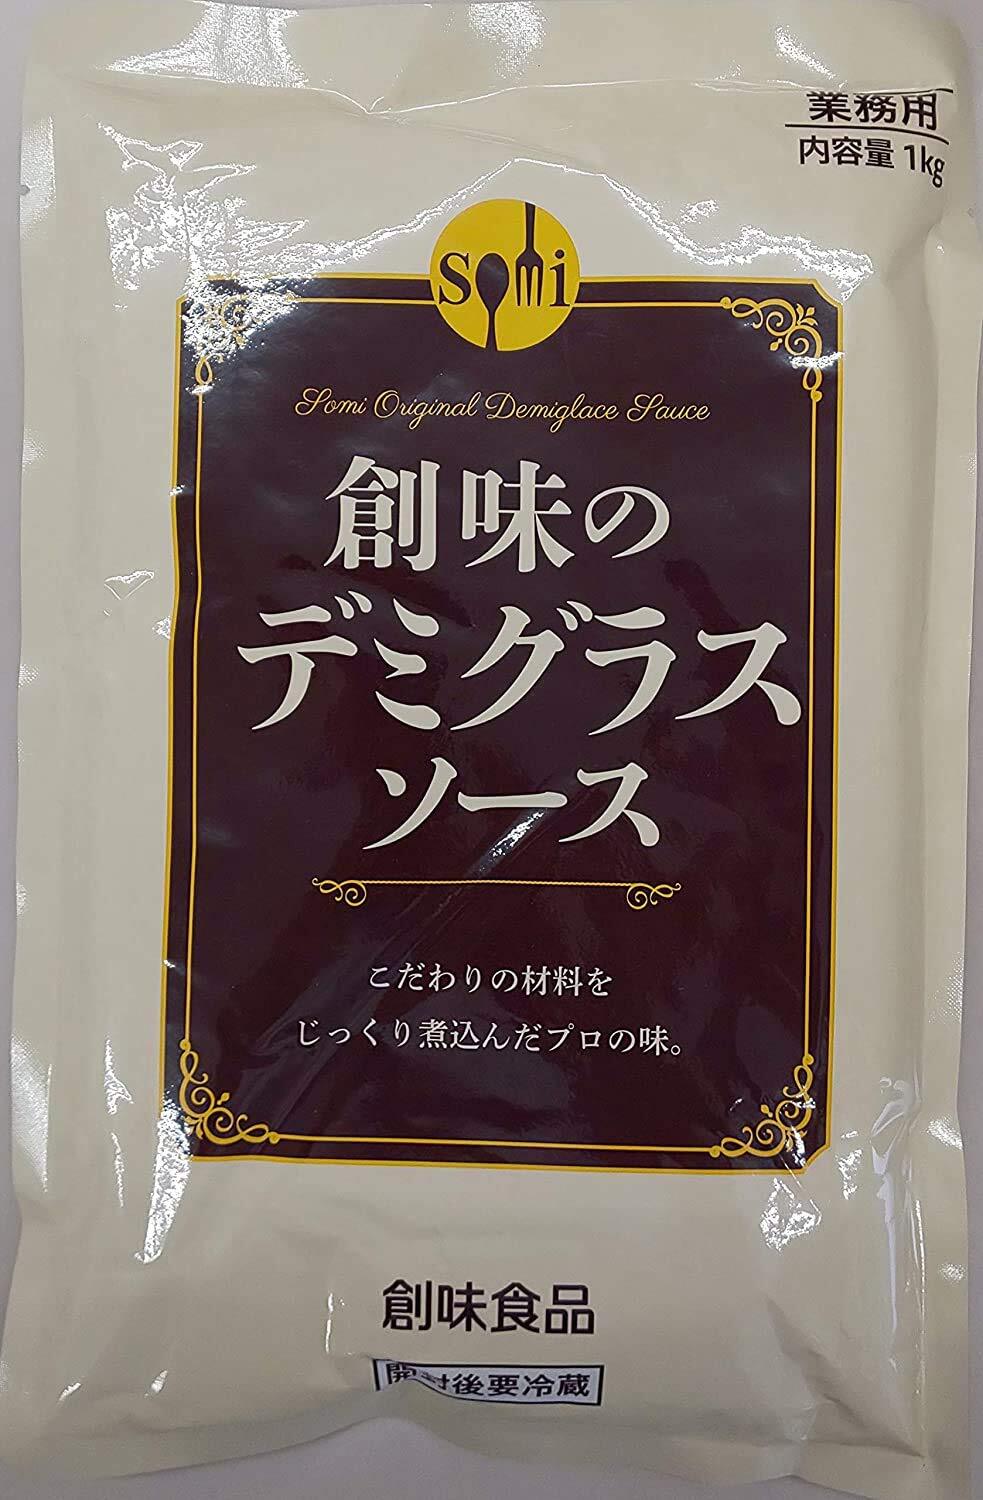 業務用
内容量 1kg
Somi
Somi Original Demiglace Sauce
創味の
デミグラス
ソース
こだわりの材料を
じっくり煮込んだプロの味。
創味食品
開封後要冷蔵